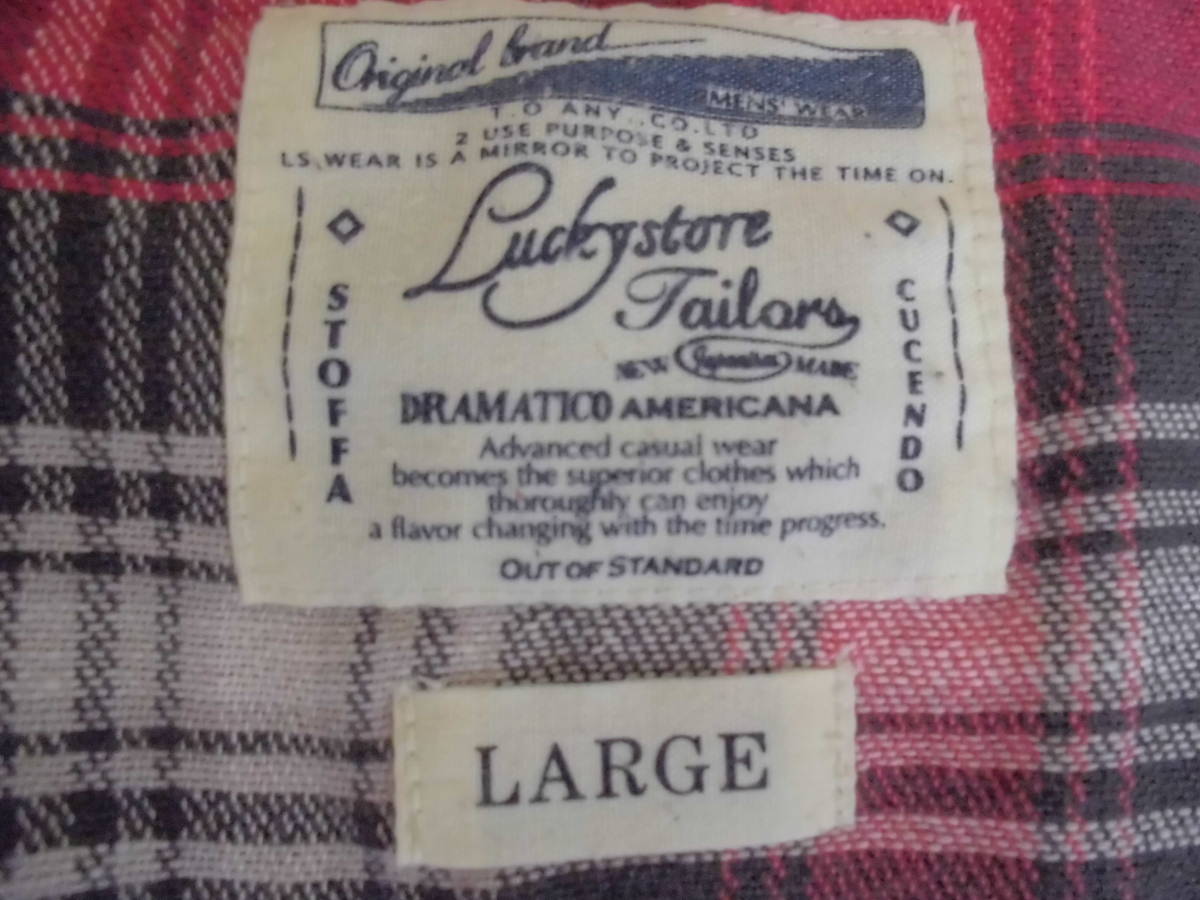 Original brand
MENS' WEAR
T.O ANY.,CO.LTD
2 USE PURPOSE & SENSES
LS,WEAR IS A MIRROR TO PROJECT THE TIME ON.
Luckystore
Tailors
NEW MADE
DRAMATICO AMERICANA
STOFFA
CUCENDO
Advanced casual wear
becomes the superior clothes which
thoroughly can enjoy
a flavor changing with the time progress.
OUT OF STANDARD
LARGE